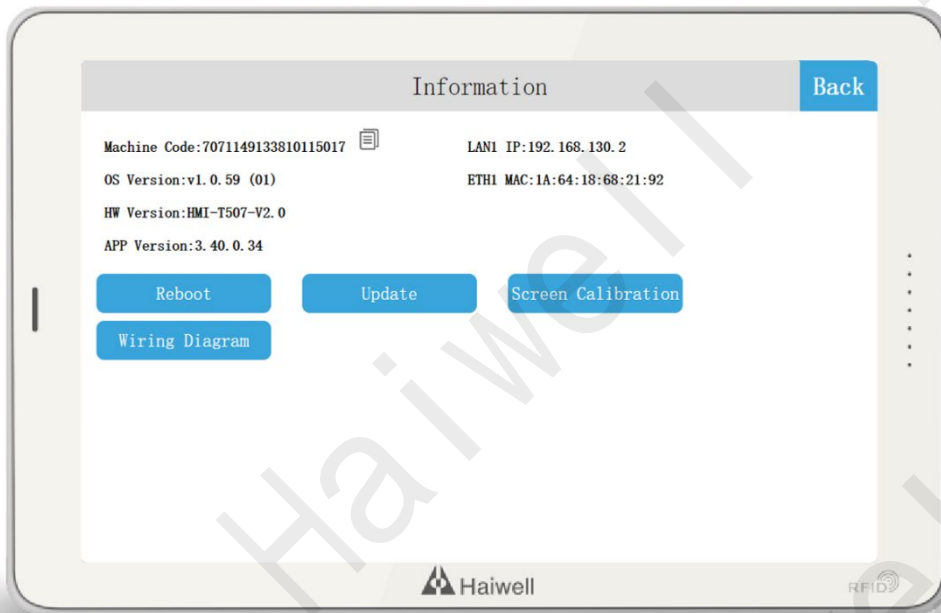 Information
Back
Machine Code:7071149133810115017
LAN1 IP:192.168.130.2
OS Version:v1.0.59 (01)
ETH1 MAC:1A:64:18:68:21:92
HW Version:HMI-T507-V2.0
APP Version:3.40.0.34
Reboot
Update
Screen Calibration
Wiring Diagram
Haiwell
RFID
Haiwell